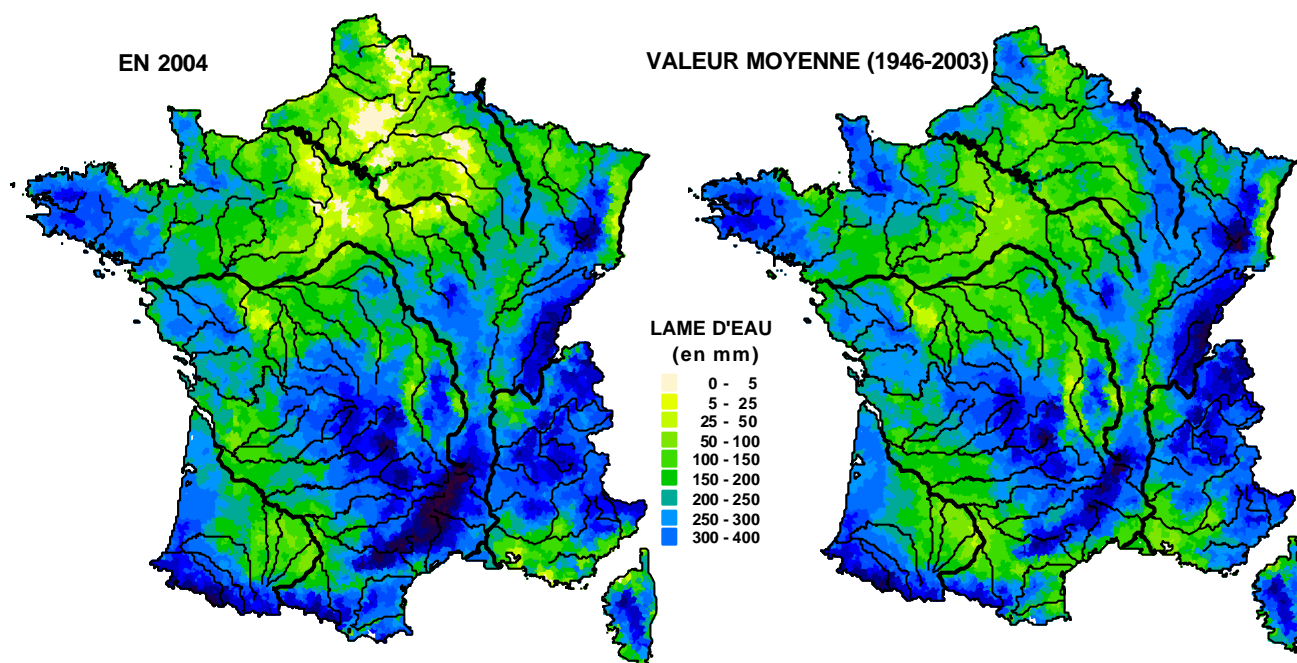 EN 2004
VALEUR MOYENNE (1946-2003)
LAME D'EAU
(en mm)
0 - 5
5 - 25
25 - 50
50 - 100
100 - 150
150 - 200
200 - 250
250 - 300
300 - 400